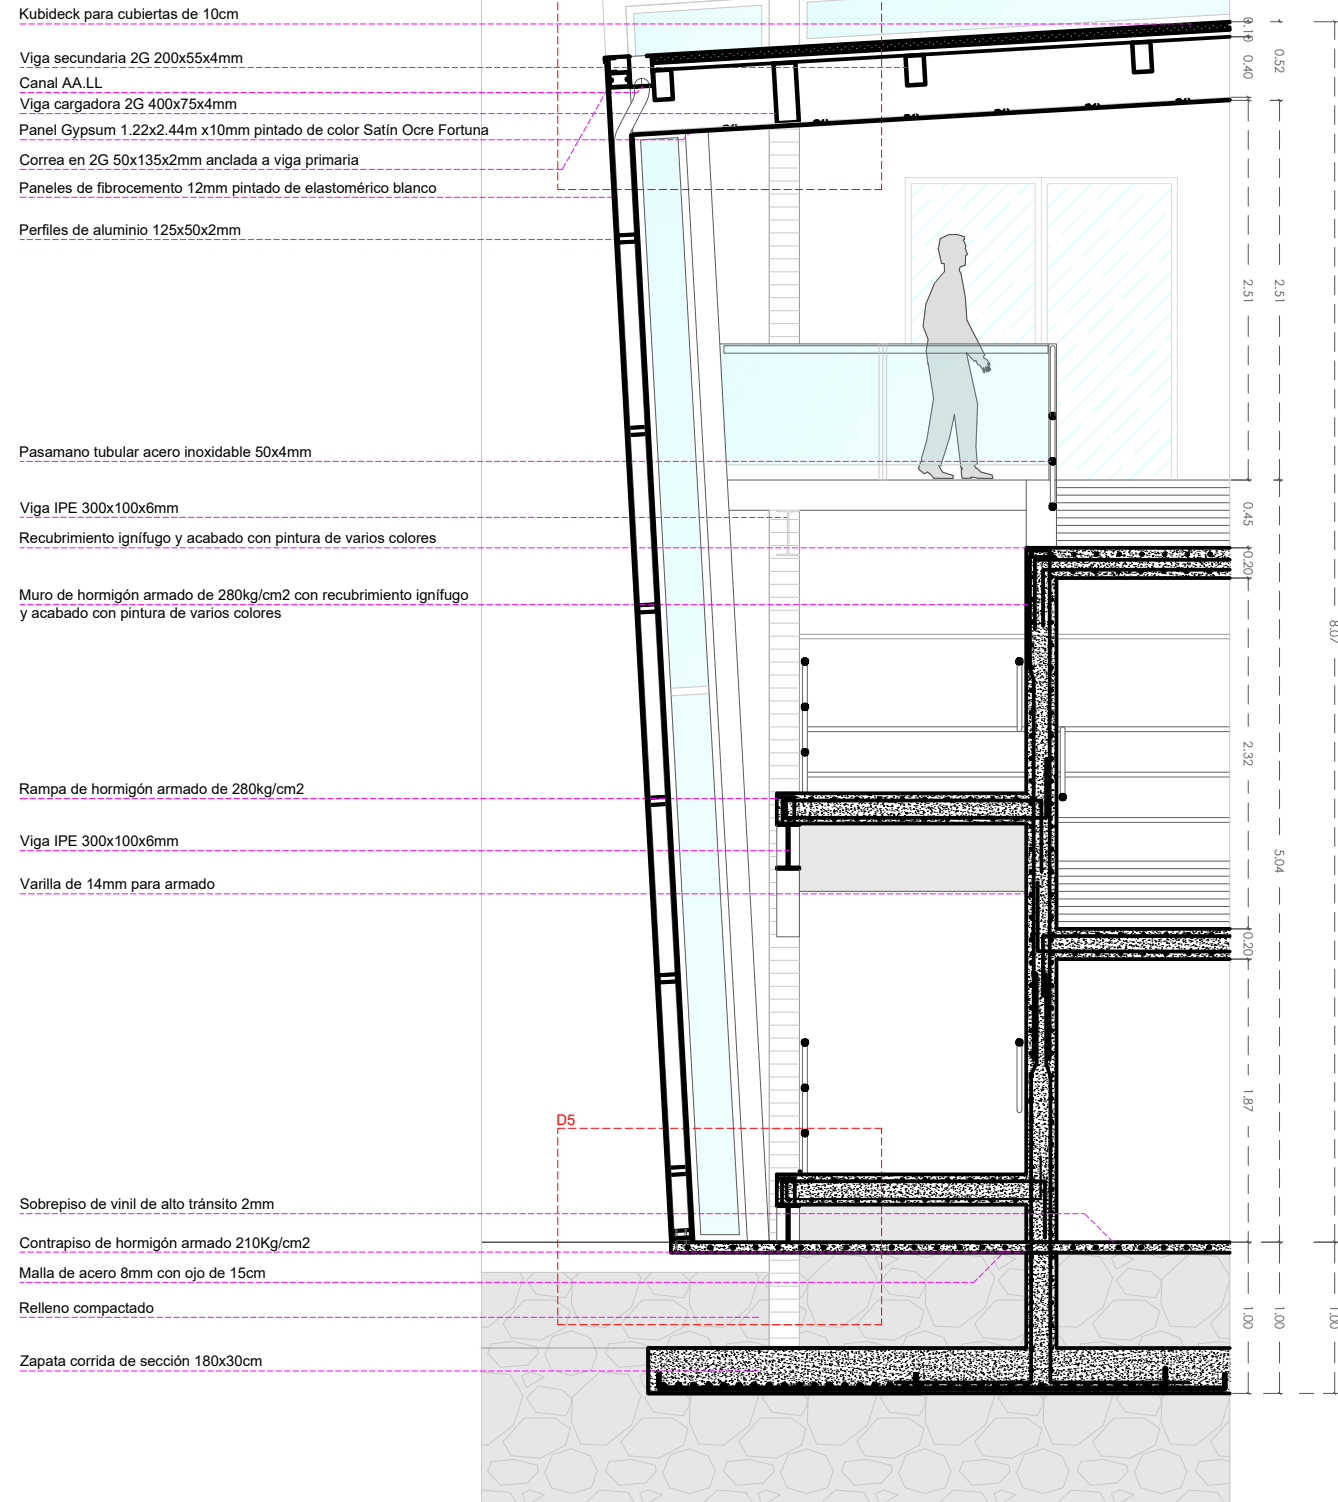 Kubideck para cubiertas de 10cm
Viga secundaria 2G 200x55x4mm
Canal AA.LL
Viga cargadora 2G 400x75x4mm
Panel Gypsum 1.22x2.44m x10mm pintado de color Satín Ocre Fortuna
Correa en 2G 50x135x2mm anclada a viga primaria
Paneles de fibrocemento 12mm pintado de elastomérico blanco
Perfiles de aluminio 125x50x2mm
Pasamano tubular acero inoxidable 50x4mm
Viga IPE 300x100x6mm
Recubrimiento ignífugo y acabado con pintura de varios colores
Muro de hormigón armado de 280kg/cm2 con recubrimiento ignífugo
y acabado con pintura de varios colores
Rampa de hormigón armado de 280kg/cm2
Viga IPE 300x100x6mm
Varilla de 14mm para armado
D5
Sobrepiso de vinil de alto tránsito 2mm
Contrapiso de hormigón armado 210Kg/cm2
Malla de acero 8mm con ojo de 15cm
Relleno compactado
Zapata corrida de sección 180x30cm
0.10
0.40
2.51
0.45
0.20
2.32
0.20
1.87
1.00
0.52
2.51
5.04
1.00
8.07
1.00